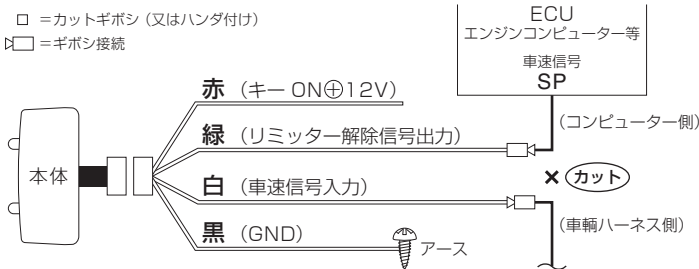 □ =カットギボシ（又はハンダ付け）
=ギボシ接続
ECU
エンジンコンピューター等
車速信号
SP
赤（キー ON⊕12V）
（コンピューター側）
緑（リミッター解除信号出力）
本体
× カット
白（車速信号入力）
（車輌ハーネス側）
黒（GND）
アース